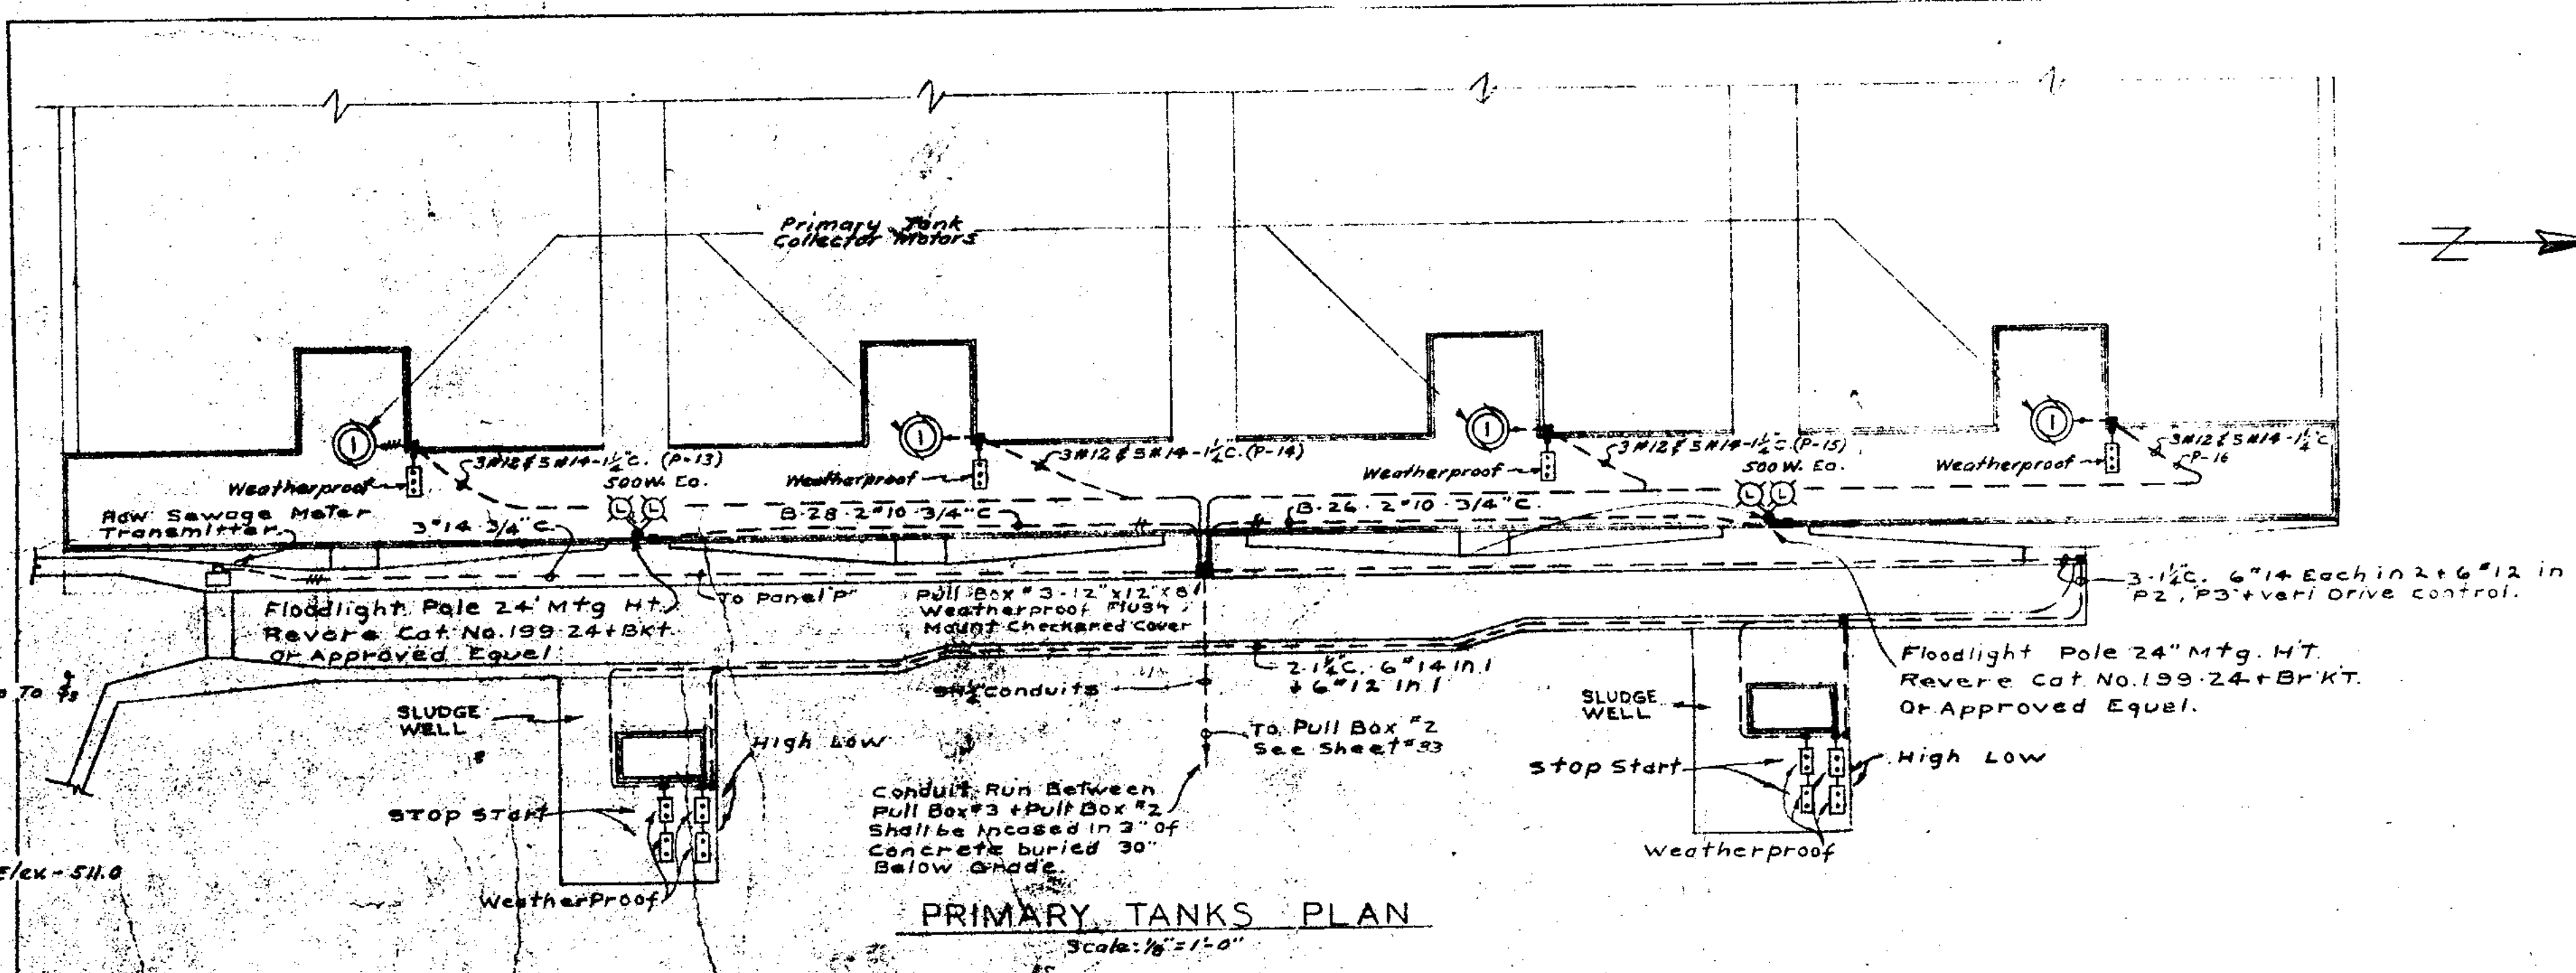 Primary Tank
Collector Motors
Z
3#12 & 5#14-1¼"C. (P-13)
500W. Ea.
Weatherproof
3#12 & 5#14-1¼"C. (P-14)
Weatherproof
3#12 & 5#14-1¼"C. (P-15)
500W. Ea.
Weatherproof
3#12 & 5#14-1¼"C
P-16
Weatherproof
L L
L L
Raw Sewage Meter
Transmitter
3#14 3/4"C.
B-28-2#10-3/4"C
B-26-2#10-3/4"C.
Floodlight Pole 24' Mtg Ht.
Revere Cat. No. 199-24+Bkt.
Or Approved Equel
To Panel "P"
Pull Box #3-12"x12"x8"
Weatherproof Flush
Mount Checkered Cover
3-1¼"C. 6#14 Each in 2+6#12 in
P2, P3+veri Drive Control.
2-1¼"C. 6#14 in 1
+ 6#12 in 1
Conduits
To Pull Box #2
See Sheet #33
Floodlight Pole 24" Mtg. HT.
Revere Cat. No. 199-24+BrKT.
Or Approved Equel.
To
SLUDGE
WELL
High Low
Stop Start
WeatherProof
Conduit Run Between
Pull Box #3 + Pull Box #2
Shall be incased in 3" of
Concrete buried 30"
Below Grade.
SLUDGE
WELL
Stop Start
High Low
Weatherproof
Elev-511.0
PRIMARY TANKS PLAN
Scale: ⅛"=1'-0"